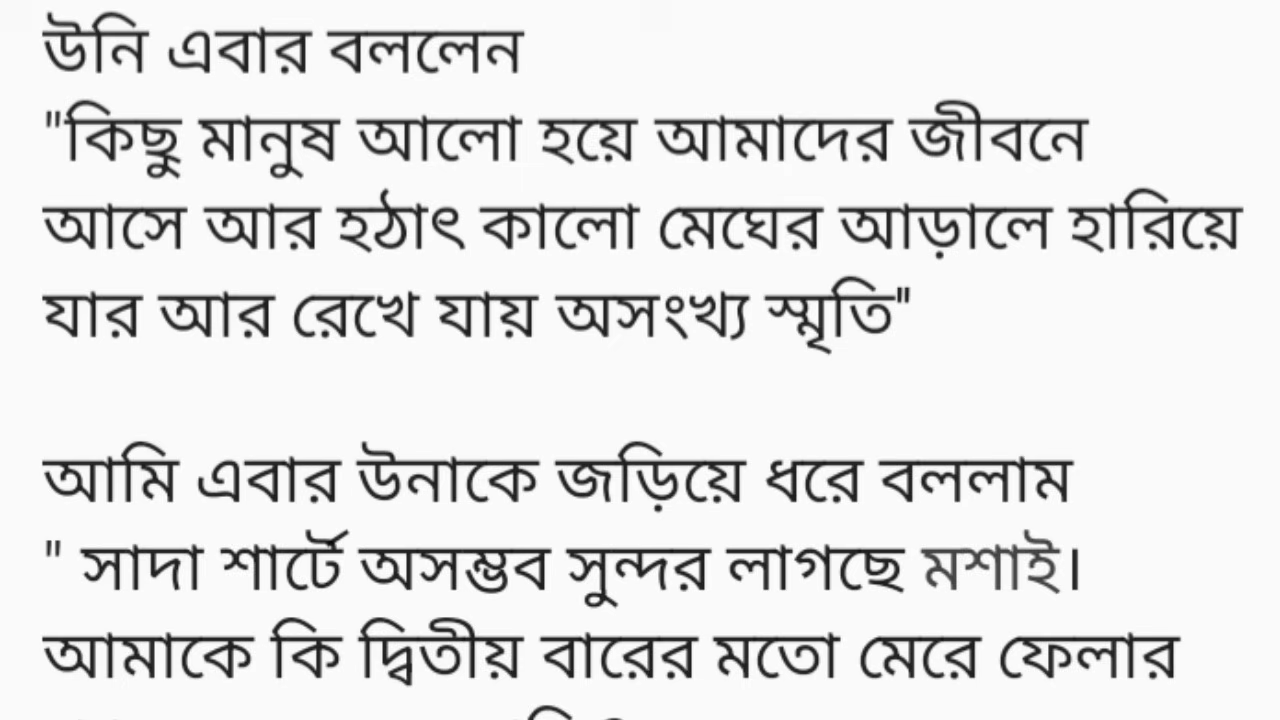 উনি এবার বললেন
"কিছু মানুষ আলো হয়ে আমাদের জীবনে
আসে আর হঠাৎ কালো মেঘের আড়ালে হারিয়ে
যার আর রেখে যায় অসংখ্য স্মৃতি"
আমি এবার উনাকে জড়িয়ে ধরে বললাম
" সাদা শার্টে অসম্ভব সুন্দর লাগছে মশাই।
আমাকে কি দ্বিতীয় বারের মতো মেরে ফেলার